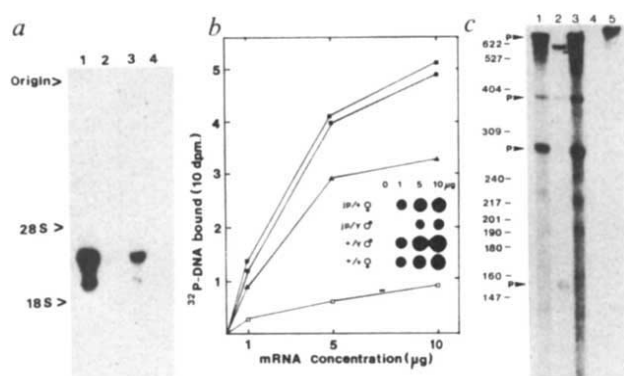 a
1 2 3 4
Origin>
28S >
18S>
b
5
4
3
2
1
32P-DNA bound (10 dpm.)
0 1 5 10 µg
jp/+ ♀
jp/Y ♂
+/Y ♂
+/Y ♀
1 5 10
mRNA concentration (µg)
c
1 2 3 4 5
P
622
527
P
404
309
P
240
217
201
190
180
P
160
147